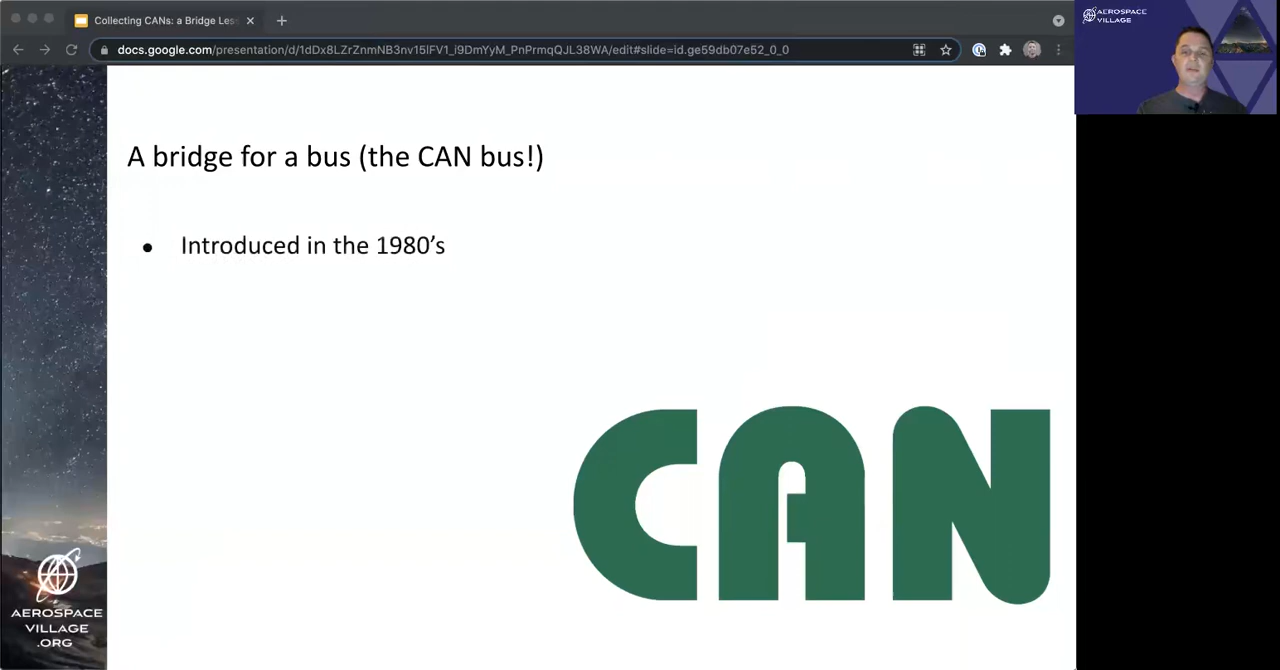 Collecting CANs: a Bridge Les
docs.google.com/presentation/d/1dDx8LZrZnmNB3nv15lFV1_i9DmYyM_PnPrmqQJL38WA/edit#slide=id.ge59db07e52_0_0
AEROSPACE
VILLAGE
A bridge for a bus (the CAN bus!)
• Introduced in the 1980’s
CAN
AEROSPACE
VILLAGE
.ORG